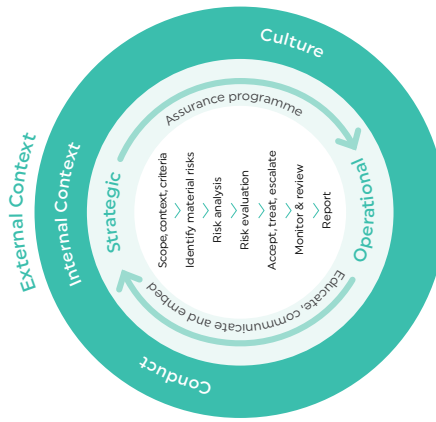 External Context
Internal Context
Culture
Conduct
Strategic
Operational
Assurance programme
Educate, communicate and embed
Scope, context, criteria
Identify material risks
Risk analysis
Risk evaluation
Accept, treat, escalate
Monitor & review
Report